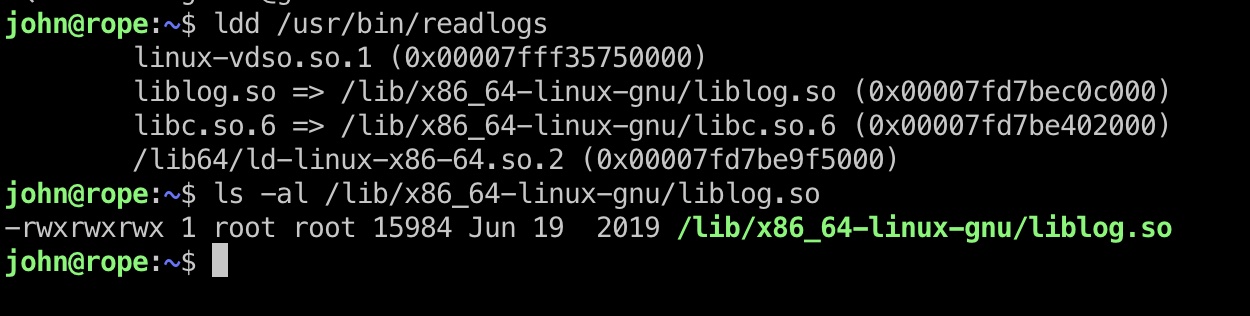 john@rope:~$ ldd /usr/bin/readlogs
linux-vdso.so.1 (0x00007fff35750000)
liblog.so => /lib/x86_64-linux-gnu/liblog.so (0x00007fd7bec0c000)
libc.so.6 => /lib/x86_64-linux-gnu/libc.so.6 (0x00007fd7be402000)
/lib64/ld-linux-x86-64.so.2 (0x00007fd7be9f5000)
john@rope:~$ ls -al /lib/x86_64-linux-gnu/liblog.so
-rwxrwxrwx 1 root root 15984 Jun 19  2019 /lib/x86_64-linux-gnu/liblog.so
john@rope:~$